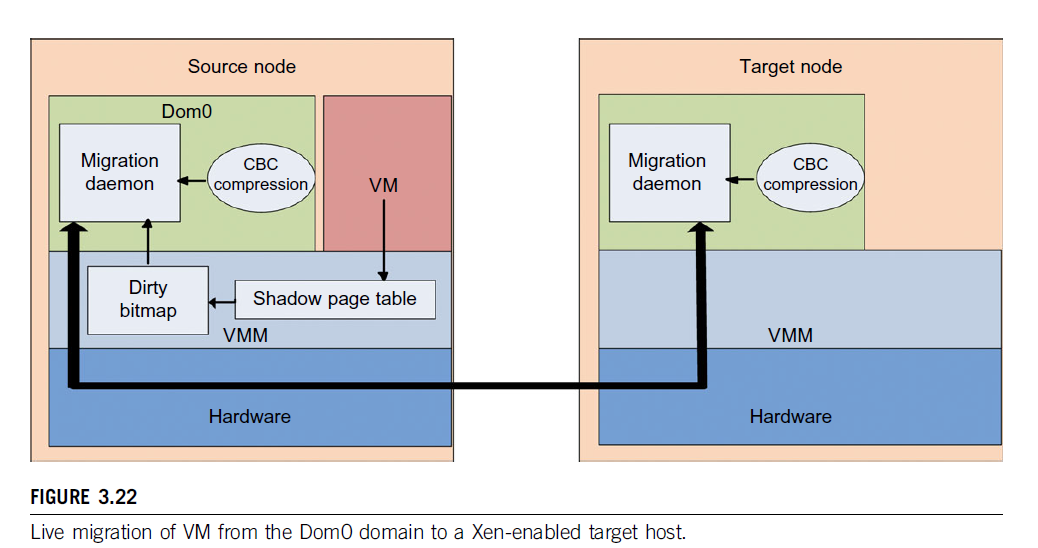 Source node
Dom0
Migration
daemon
CBC
compression
VM
Dirty
bitmap
Shadow page table
VMM
Hardware
Target node
Migration
daemon
CBC
compression
VMM
Hardware
FIGURE 3.22
Live migration of VM from the Dom0 domain to a Xen-enabled target host.